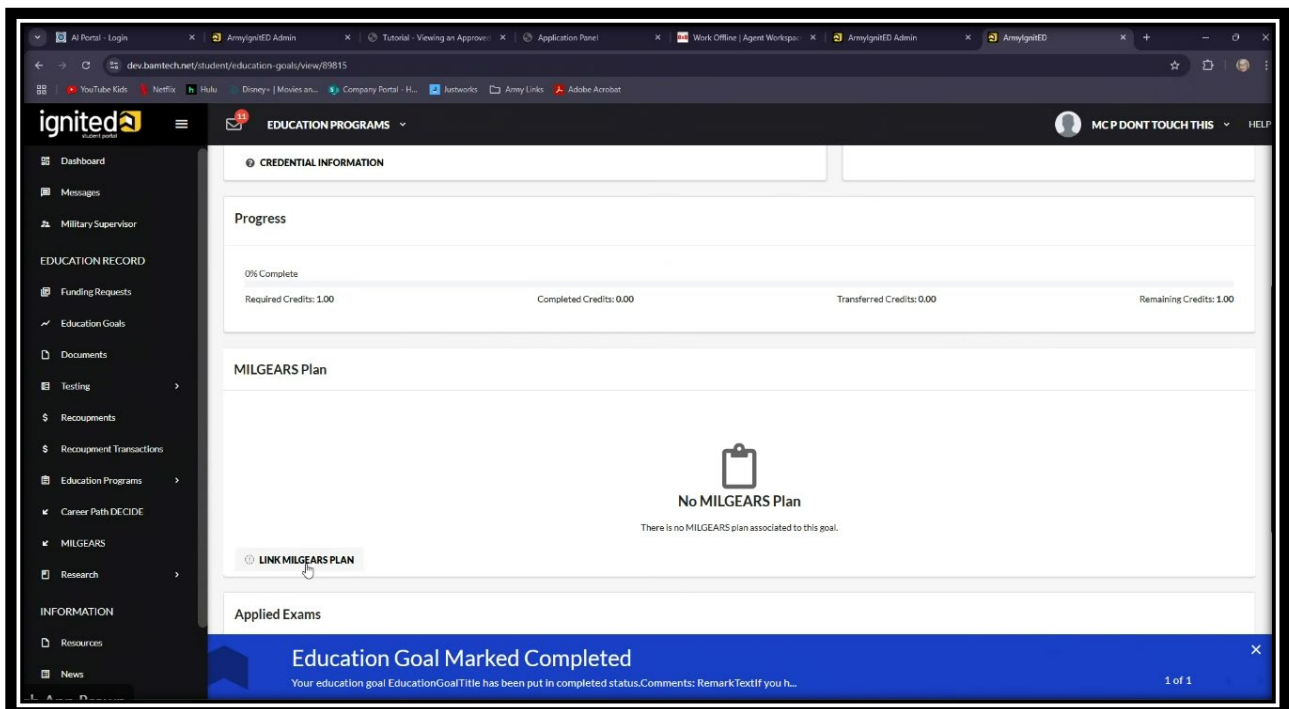 AI Portal - Login
ArmyIgnitED Admin
Tutorial - Viewing an Approved
Application Panel
Work Offline | Agent Workspac
ArmyIgnitED Admin
ArmyIgnitED
dev.bamtech.net/student/education-goals/view/89815
YouTube Kids
Netflix
Hulu
Disney+ | Movies an...
Company Portal - H...
Justworks
Army Links
Adobe Acrobat
ignited
student portal
11
EDUCATION PROGRAMS
MC P DONT TOUCH THIS
HELP
Dashboard
Messages
Military Supervisor
EDUCATION RECORD
Funding Requests
Education Goals
Documents
Testing
Recoupments
Recoupment Transactions
Education Programs
Career Path DECIDE
MILGEARS
Research
INFORMATION
Resources
News
CREDENTIAL INFORMATION
Progress
0% Complete
Required Credits: 1.00
Completed Credits: 0.00
Transferred Credits: 0.00
Remaining Credits: 1.00
MILGEARS Plan
No MILGEARS Plan
There is no MILGEARS plan associated to this goal.
LINK MILGEARS PLAN
Applied Exams
Education Goal Marked Completed
Your education goal EducationGoalTitle has been put in completed status.Comments: RemarkTextIf you h...
1 of 1